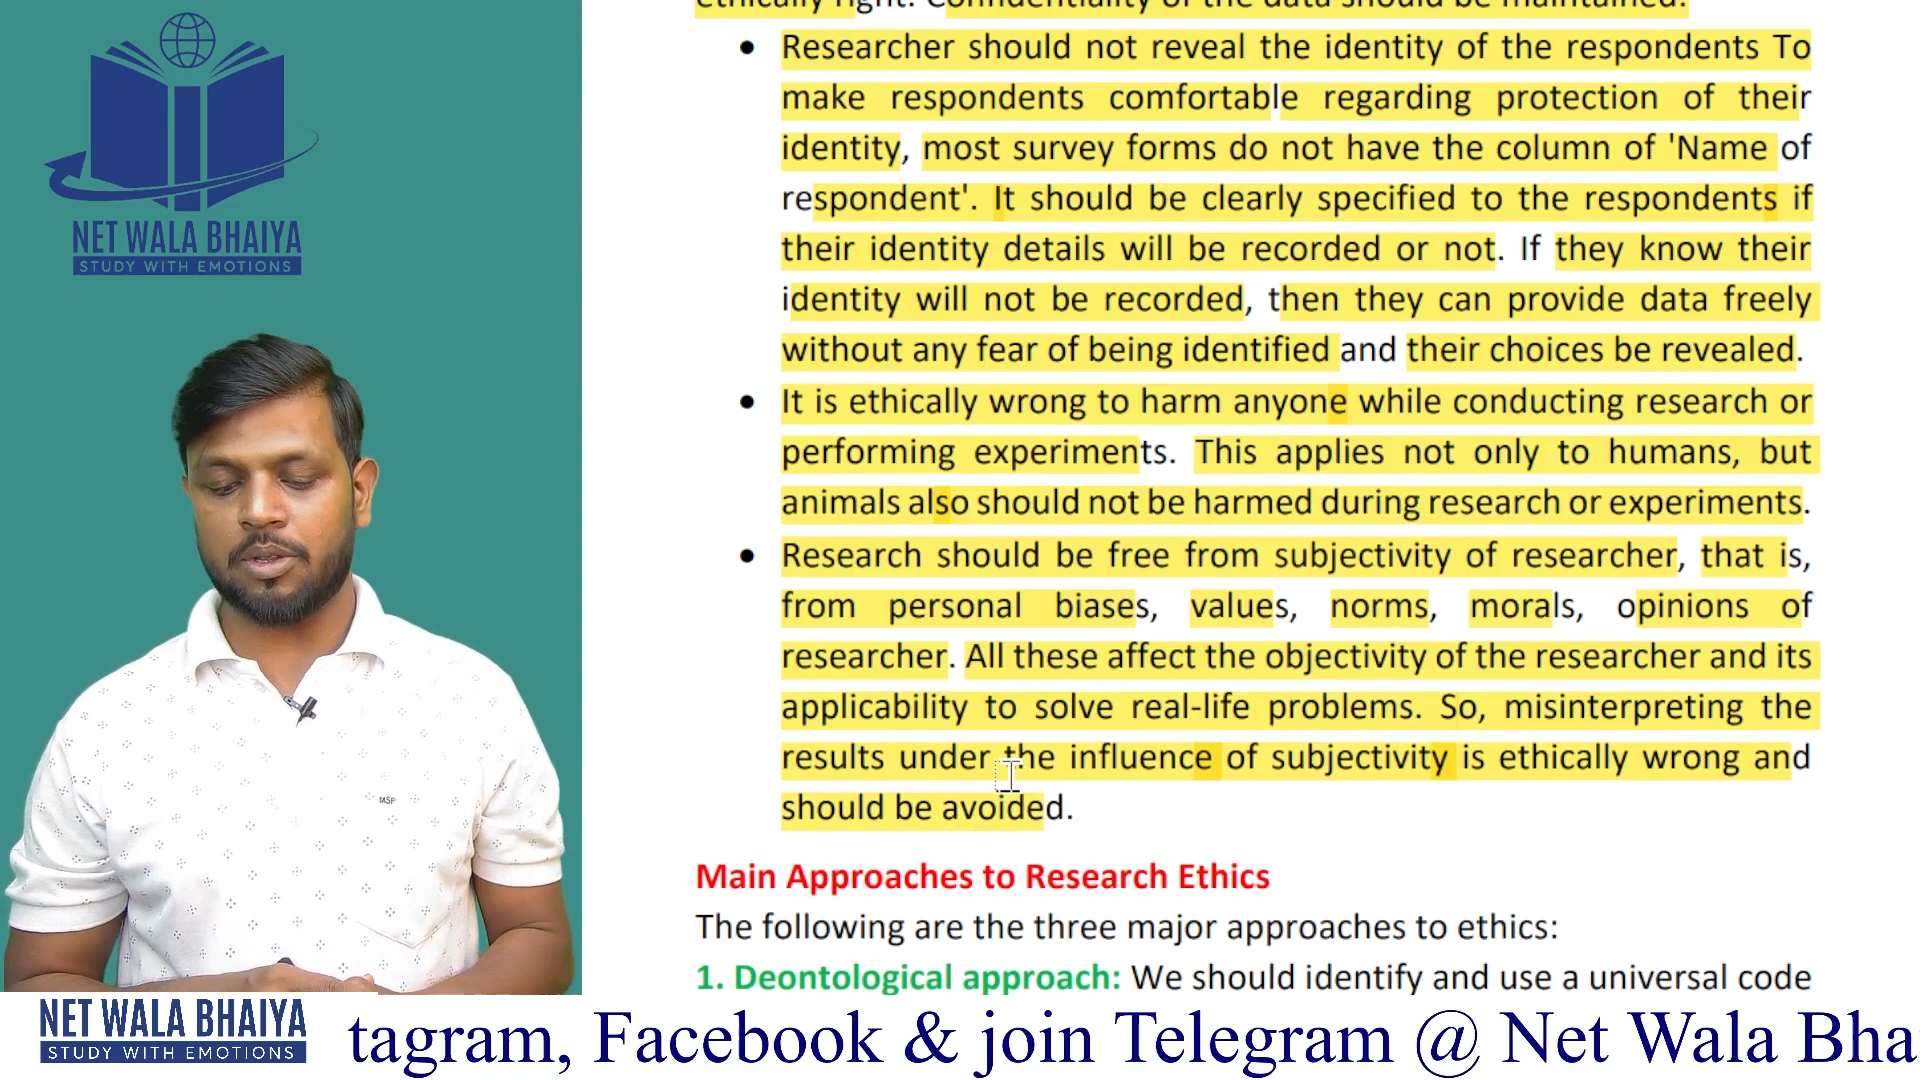 ethically right. Confidentiality of the data should be maintained.
• Researcher should not reveal the identity of the respondents To
make respondents comfortable regarding protection of their
identity, most survey forms do not have the column of 'Name of
respondent'. It should be clearly specified to the respondents if
their identity details will be recorded or not. If they know their
identity will not be recorded, then they can provide data freely
without any fear of being identified and their choices be revealed.
• It is ethically wrong to harm anyone while conducting research or
performing experiments. This applies not only to humans, but
animals also should not be harmed during research or experiments.
• Research should be free from subjectivity of researcher, that is,
from personal biases, values, norms, morals, opinions of
researcher. All these affect the objectivity of the researcher and its
applicability to solve real-life problems. So, misinterpreting the
results under the influence of subjectivity is ethically wrong and
should be avoided.
Main Approaches to Research Ethics
The following are the three major approaches to ethics:
1. Deontological approach: We should identify and use a universal code
NET WALA BHAIYA
STUDY WITH EMOTIONS
MSP
NET WALA BHAIYA
STUDY WITH EMOTIONS
tagram, Facebook & join Telegram @ Net Wala Bha